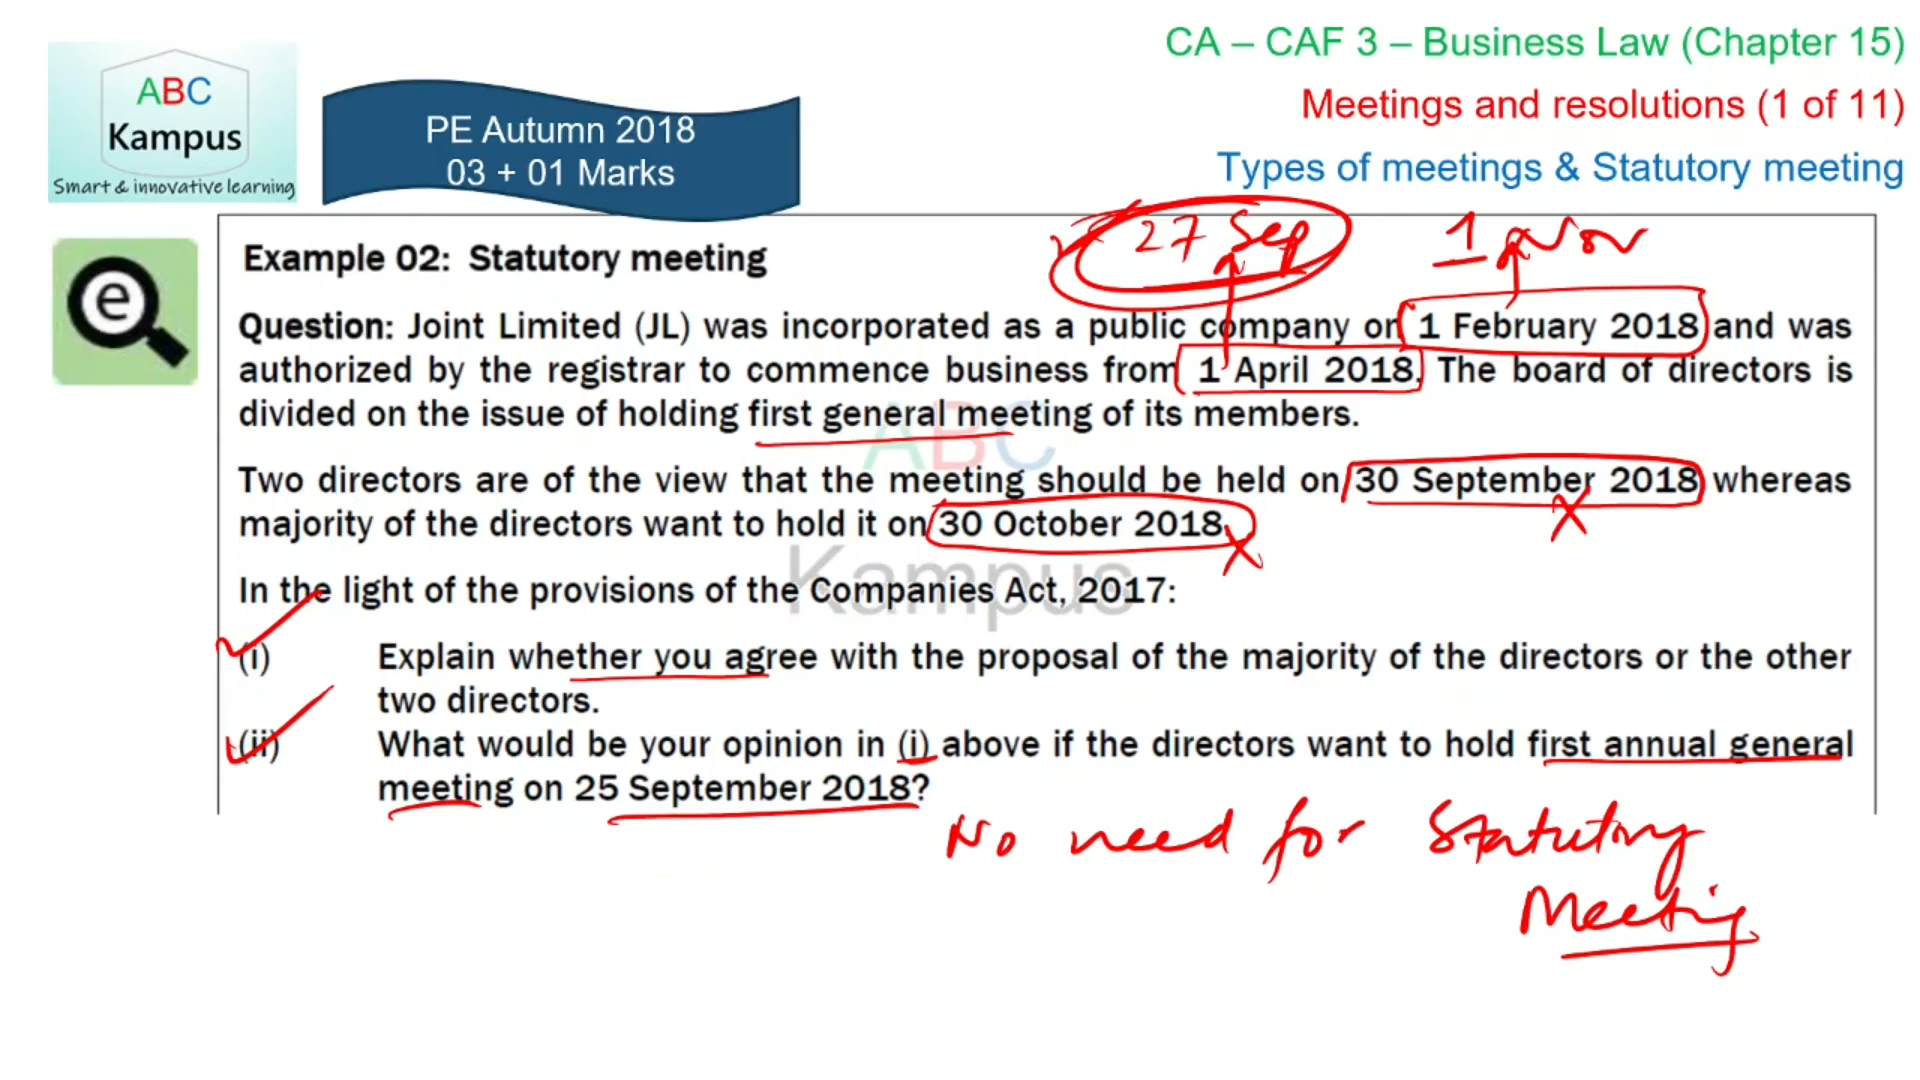 ABC
Kampus
Smart & innovative learning
PE Autumn 2018
03 + 01 Marks
CA – CAF 3 – Business Law (Chapter 15)
Meetings and resolutions (1 of 11)
Types of meetings & Statutory meeting
27 Sep
1 Nov
e
Example 02: Statutory meeting
Question: Joint Limited (JL) was incorporated as a public company on 1 February 2018 and was
authorized by the registrar to commence business from 1 April 2018. The board of directors is
divided on the issue of holding first general meeting of its members.
Two directors are of the view that the meeting should be held on 30 September 2018 whereas
majority of the directors want to hold it on 30 October 2018.
In the light of the provisions of the Companies Act, 2017:
(i) Explain whether you agree with the proposal of the majority of the directors or the other
two directors.
(ii) What would be your opinion in (i) above if the directors want to hold first annual general
meeting on 25 September 2018?
No need for Statutory
Meeting
ABC
Kampus